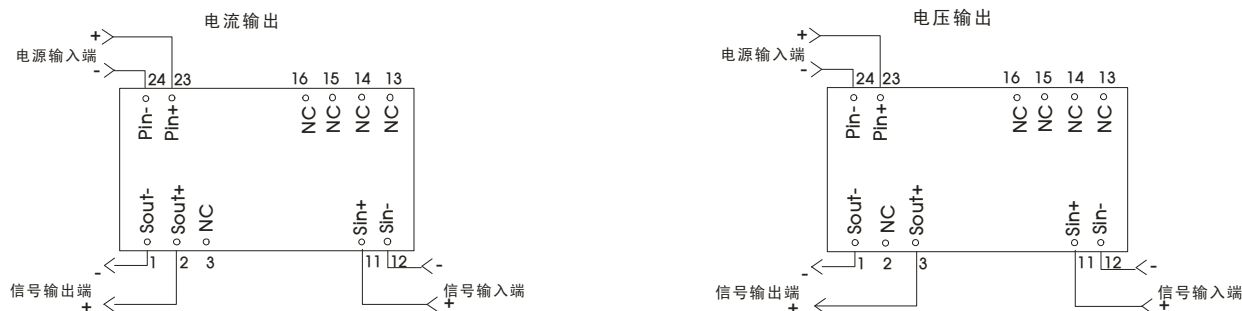 电流输出
+
电源输入端
-
24 23 16 15 14 13
Pin- Pin+ NC NC NC NC
Sout- Sout+ NC Sin+ Sin-
1 2 3 11 12
- -
信号输出端 信号输入端
+ +
电压输出
+
电源输入端
-
24 23 16 15 14 13
Pin- Pin+ NC NC NC NC
Sout- NC Sout+ Sin+ Sin-
1 2 3 11 12
- -
信号输出端 信号输入端
+ +